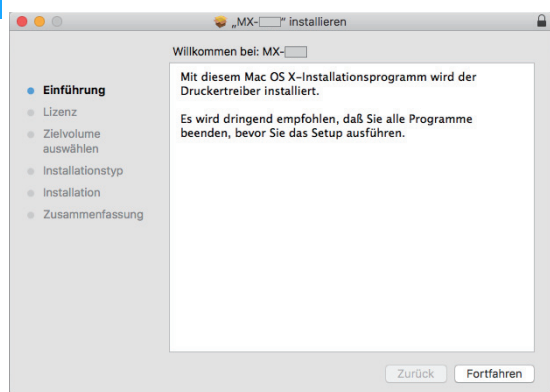 „MX-" installieren
Willkommen bei: MX-
Einführung
Lizenz
Zielvolume
auswählen
Installationstyp
Installation
Zusammenfassung
Mit diesem Mac OS X-Installationsprogramm wird der
Druckertreiber installiert.
Es wird dringend empfohlen, daß Sie alle Programme
beenden, bevor Sie das Setup ausführen.
Zurück
Fortfahren